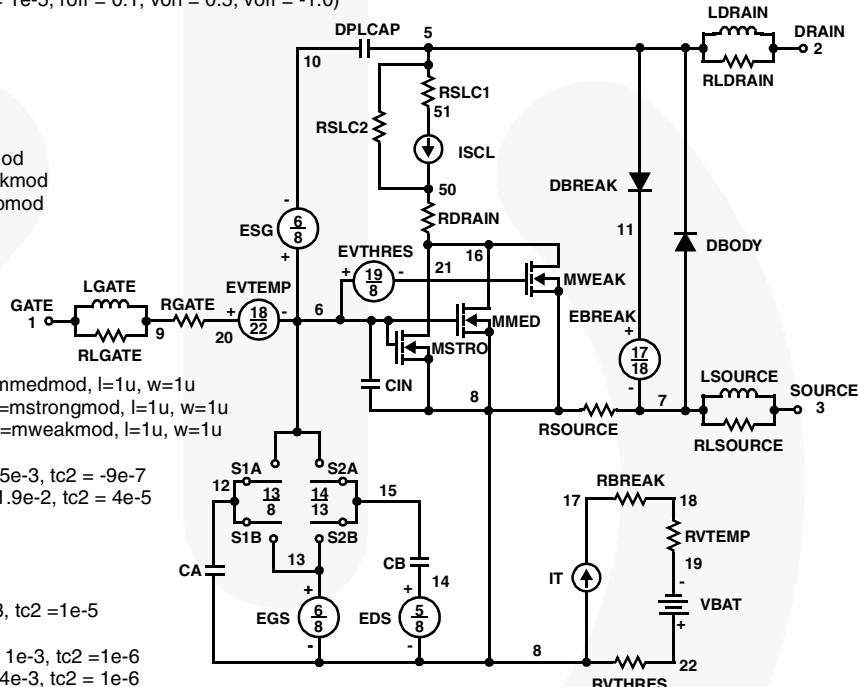 = 1e-5, roff = 0.1, von = 0.5, voff = -1.0)
LDRAIN
DPLCAP
5
DRAIN
2
10
RLDRAIN
RSLC1
51
RSLC2
ISCL
50
DBREAK
RDRAIN
ESG
6
8
-
+
11
DBODY
EVTHRES
+
19
8
-
21
16
MWEAK
LGATE
EVTEMP
GATE
1
RGATE
+
18
22
-
6
EBREAK
+
17
18
-
MMED
9
20
RLGATE
MSTRO
CIN
8
7
LSOURCE
SOURCE
3
RSOURCE
RLSOURCE
mmedmod, l=1u, w=1u
=mstrongmod, l=1u, w=1u
=mweakmod, l=1u, w=1u
5e-3, tc2 = -9e-7
1.9e-2, tc2 = 4e-5
S1A
S2A
12
13
8
14
13
15
S1B
S2B
13
CA
CB
14
+
EGS
6
8
-
+
EDS
5
8
-
RBREAK
17
18
RVTEMP
19
IT
-
VBAT
+
8
22
RVTHRES
3, tc2 =1e-5
1e-3, tc2 =1e-6
4e-3, tc2 = 1e-6